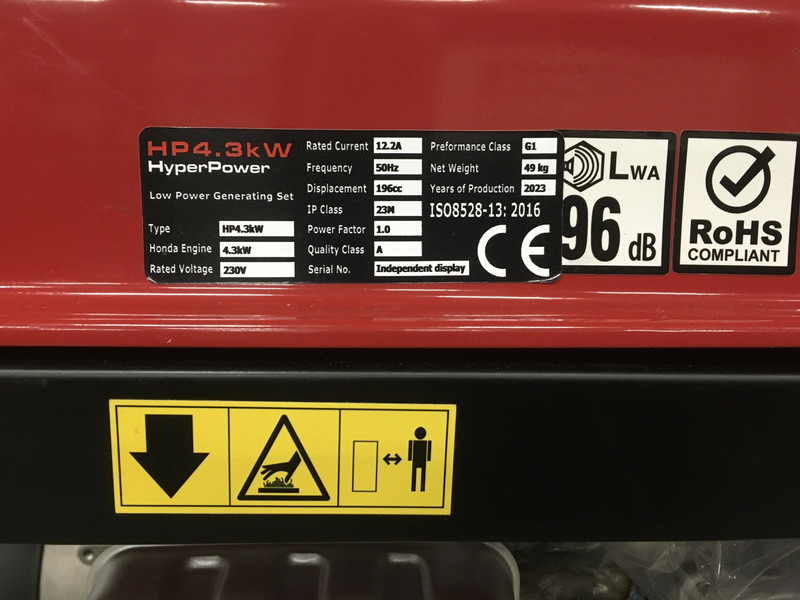 HP4.3kW
HyperPower
Low Power Generating Set
Type HP4.3kW
Honda Engine 4.3kW
Rated Voltage 230V
Rated Current 12.2A
Frequency 50Hz
Displacement 196cc
IP Class 23M
Power Factor 1.0
Quality Class A
Serial No. Independent display
Preformance Class G1
Net Weight 49 kg
Years of Production 2023
ISO8528-13: 2016
CE
LWA
96 dB
RoHS
COMPLIANT